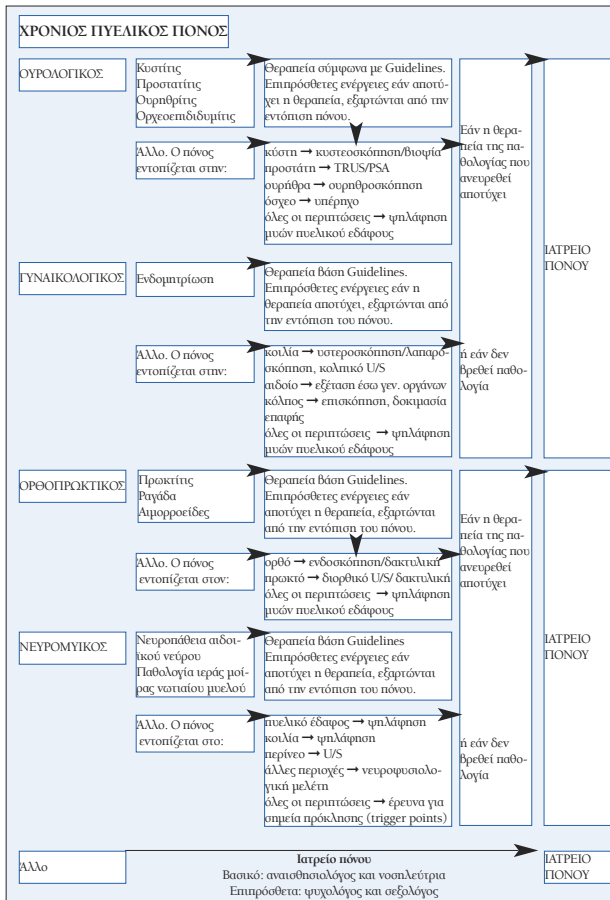 ΧΡΟΝΙΟΣ ΠΥΕΛΙΚΟΣ ΠΟΝΟΣ
ΟΥΡΟΛΟΓΙΚΟΣ
Κυστίτις
Προστατίτις
Ουρηθρίτις
Ορχεοεπιδιδυμίτις
Θεραπεία σύμφωνα με Guidelines.
Επιπρόσθετες ενέργειες εάν αποτύ-
χει η θεραπεία, εξαρτώνται από την
εντόπιση πόνου.
Άλλο. Ο πόνος
εντοπίζεται στην:
κύστη → κυστεοσκόπηση/βιοψία
προστάτη → TRUS/PSA
ουρήθρα → ουρηθροσκόπηση
όσχεο → υπέρηχο
όλες οι περιπτώσεις → ψηλάφηση
μυών πυελικού εδάφους
Εάν η θερα-
πεία της πα-
θολογίας που
ανευρεθεί
αποτύχει
ΙΑΤΡΕΙΟ
ΠΟΝΟΥ
ΓΥΝΑΙΚΟΛΟΓΙΚΟΣ
Ενδομητρίωση
Θεραπεία βάση Guidelines.
Επιπρόσθετες ενέργειες εάν η
θεραπεία αποτύχει, εξαρτώνται από
την εντόπιση του πόνου.
Άλλο. Ο πόνος
εντοπίζεται στην:
κοιλία → υστεροσκόπηση/λαπαρό-
σκόπηση, κολπικό U/S
αιδοίο → εξέταση έσω γεν. οργάνων
κόλπος → επισκόπηση, δοκιμασία
επαφής
όλες οι περιπτώσεις → ψηλάφηση
μυών πυελικού εδάφους
ή εάν δεν
βρεθεί παθο-
λογία
ΟΡΘΟΠΡΩΚΤΙΚΟΣ
Πρωκτίτις
Ραγάδα
Αιμορροείδες
Θεραπεία βάση Guidelines.
Επιπρόσθετες ενέργειες εάν
αποτύχει η θεραπεία, εξαρτώνται
από την εντόπιση του πόνου.
Άλλο. Ο πόνος
εντοπίζεται στον:
ορθό → ενδοσκόπηση/δακτυλική
πρωκτό → διορθικό U/S/ δακτυλική
όλες οι περιπτώσεις → ψηλάφηση
μυών πυελικού εδάφους
Εάν η θερα-
πεία της πα-
θολογίας που
ανευρεθεί
αποτύχει
ΙΑΤΡΕΙΟ
ΠΟΝΟΥ
ΝΕΥΡΟΜΥΙΚΟΣ
Νευροπάθεια αιδοι-
ϊκού νεύρου
Παθολογία ιεράς μοί-
ρας νωτιαίου μυελού
Θεραπεία βάση Guidelines
Επιπρόσθετες ενέργειες εάν
αποτύχει η θεραπεία, εξαρτώνται
από την εντόπιση του πόνου.
Άλλο. Ο πόνος
εντοπίζεται στο:
πυελικό έδαφος → ψηλάφηση
κοιλία → ψηλάφηση
περίνεο → U/S
άλλες περιοχές → νευροφυσιολο-
γική μελέτη
όλες οι περιπτώσεις → έρευνα για
σημεία πρόκλησης (trigger points)
ή εάν δεν
βρεθεί παθο-
λογία
Άλλο
Ιατρείο πόνου
Βασικό: αναισθησιολόγος και νοσηλεύτρια
Επιπρόσθετα: ψυχολόγος και σεξολόγος
ΙΑΤΡΕΙΟ
ΠΟΝΟΥ